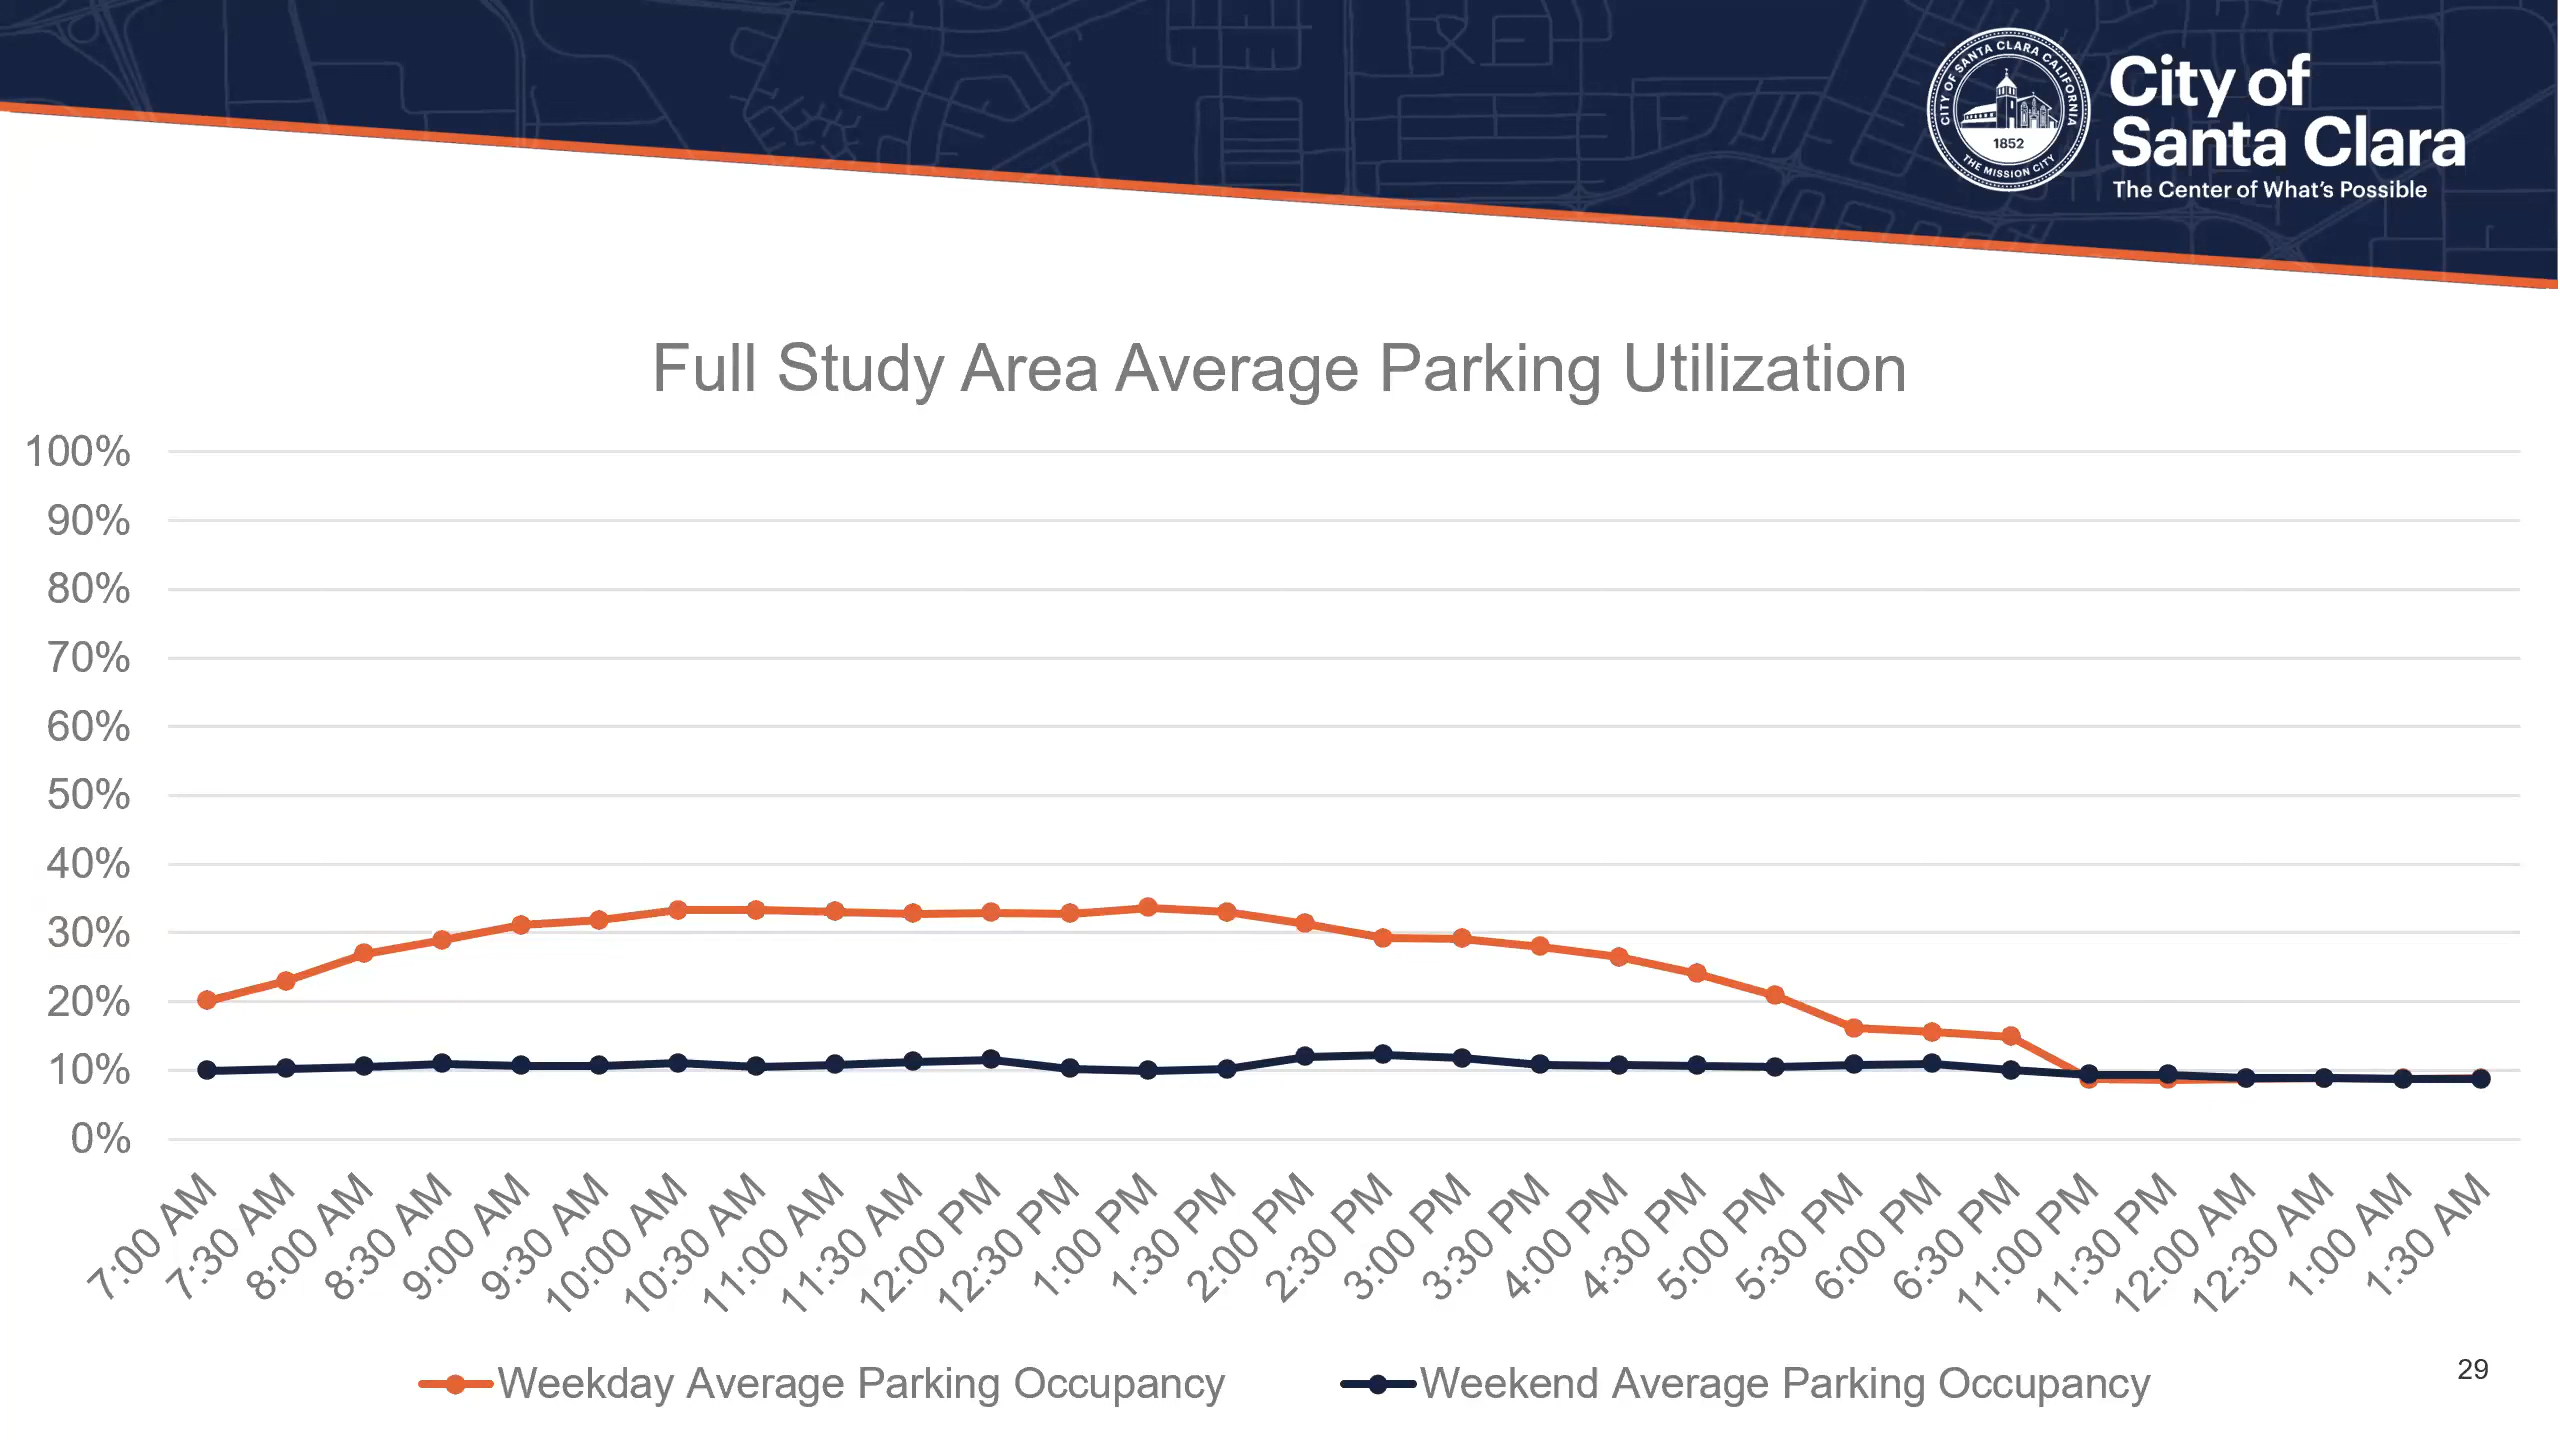 CITY OF SANTA CLARA CALIFORNIA
1852
THE MISSION CITY
City of
Santa Clara
The Center of What's Possible
Full Study Area Average Parking Utilization
100%
90%
80%
70%
60%
50%
40%
30%
20%
10%
0%
7:00 AM
7:30 AM
8:00 AM
8:30 AM
9:00 AM
9:30 AM
10:00 AM
10:30 AM
11:00 AM
11:30 AM
12:00 PM
12:30 PM
1:00 PM
1:30 PM
2:00 PM
2:30 PM
3:00 PM
3:30 PM
4:00 PM
4:30 PM
5:00 PM
5:30 PM
6:00 PM
6:30 PM
11:00 PM
11:30 PM
12:00 AM
12:30 AM
1:00 AM
1:30 AM
Weekday Average Parking Occupancy
Weekend Average Parking Occupancy
29